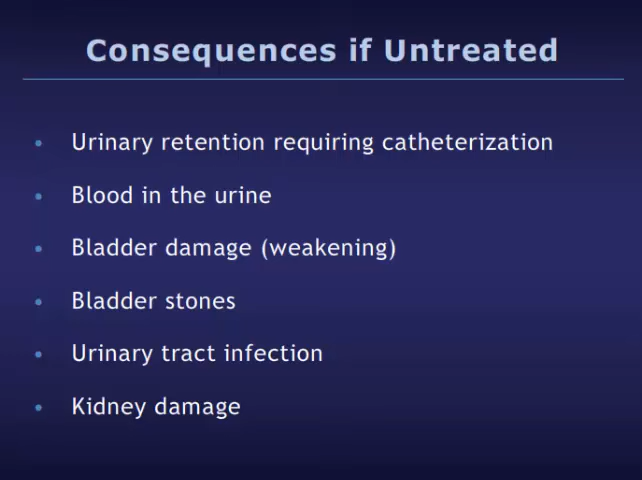 Consequences if Untreated
• Urinary retention requiring catheterization
• Blood in the urine
• Bladder damage (weakening)
• Bladder stones
• Urinary tract infection
• Kidney damage